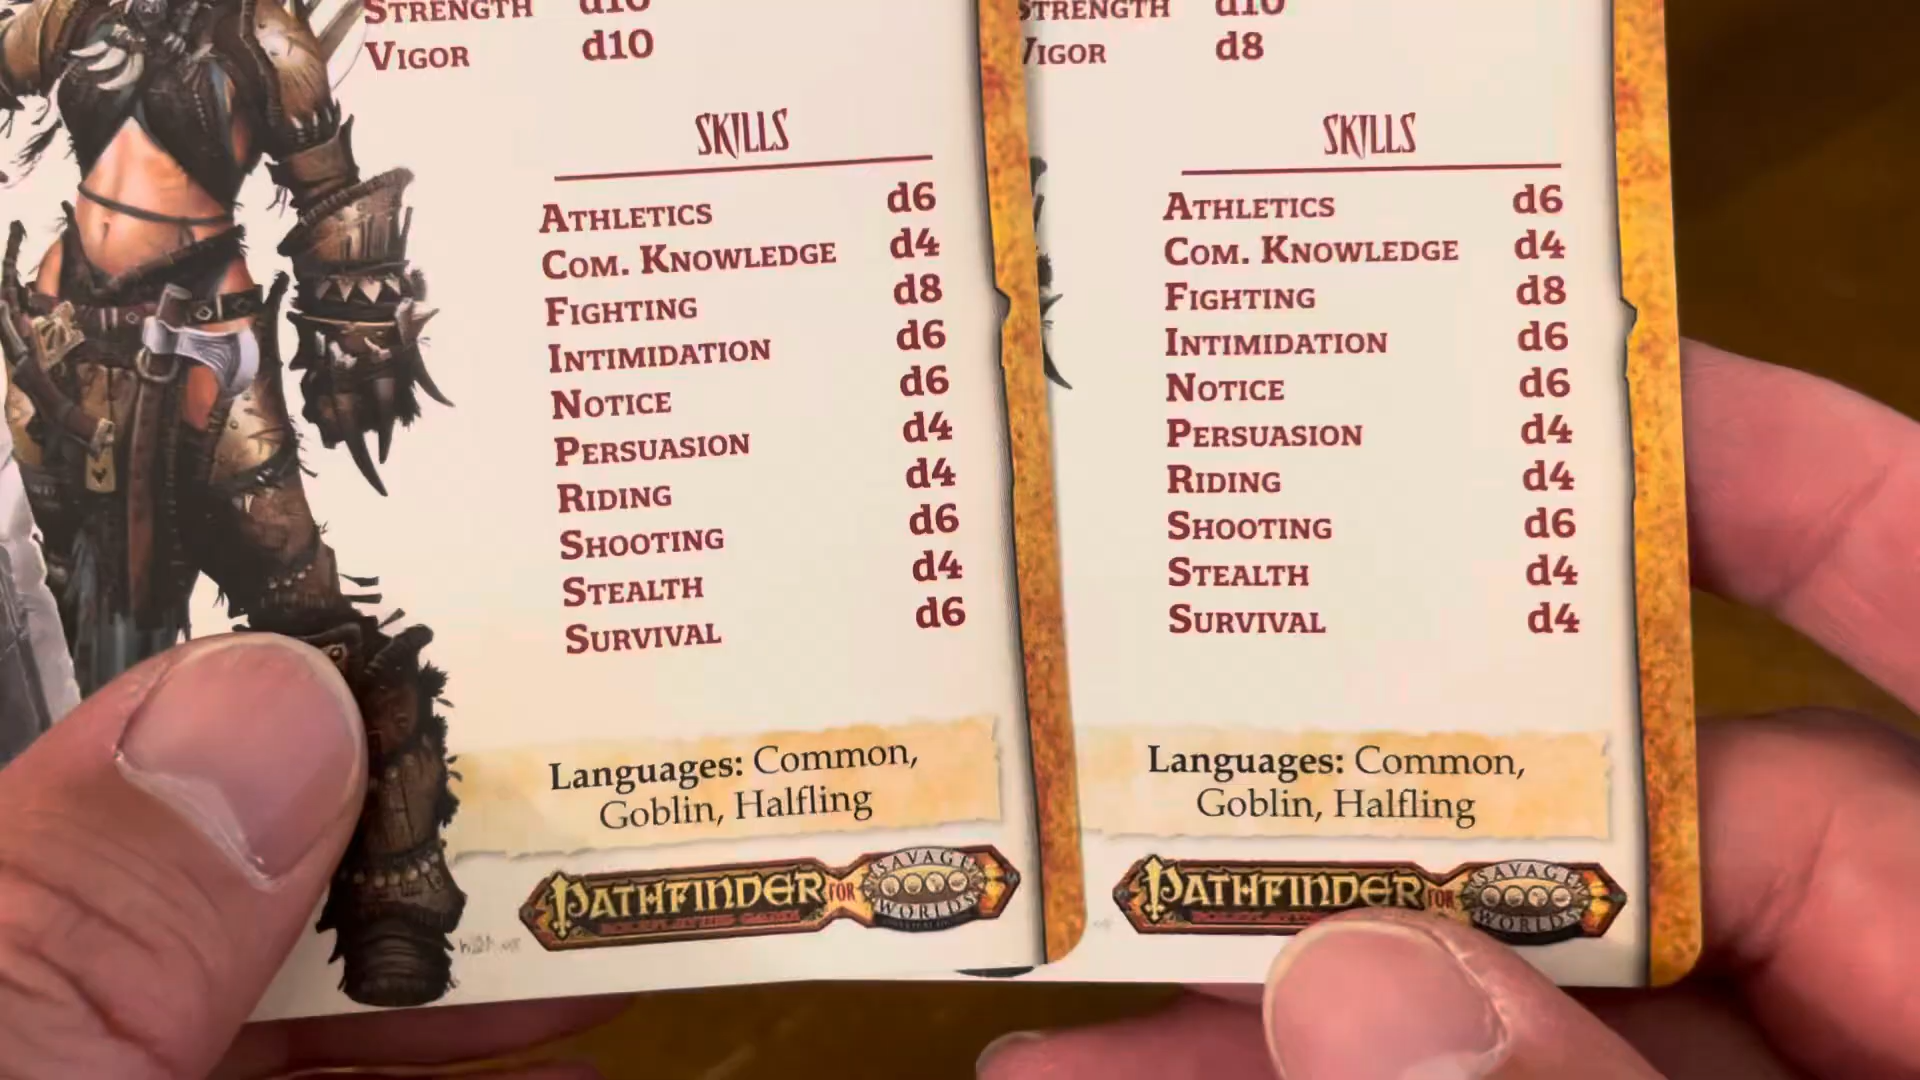 STRENGTH d10
VIGOR d10
SKILLS
ATHLETICS d6
COM. KNOWLEDGE d4
FIGHTING d8
INTIMIDATION d6
NOTICE d6
PERSUASION d4
RIDING d4
SHOOTING d6
STEALTH d4
SURVIVAL d6
Languages: Common,
Goblin, Halfling
PATHFINDER FOR SAVAGE WORLDS
ROLEPLAYING GAME
STRENGTH d10
VIGOR d8
SKILLS
ATHLETICS d6
COM. KNOWLEDGE d4
FIGHTING d8
INTIMIDATION d6
NOTICE d6
PERSUASION d4
RIDING d4
SHOOTING d6
STEALTH d4
SURVIVAL d4
Languages: Common,
Goblin, Halfling
PATHFINDER FOR SAVAGE WORLDS